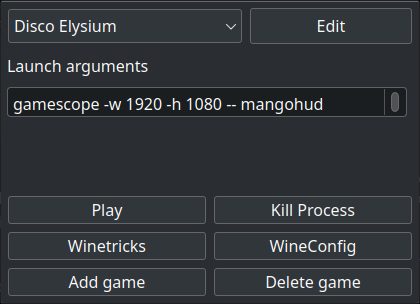 Disco Elysium
Edit
Launch arguments
gamescope -w 1920 -h 1080 -- mangohud
Play
Kill Process
Winetricks
WineConfig
Add game
Delete game